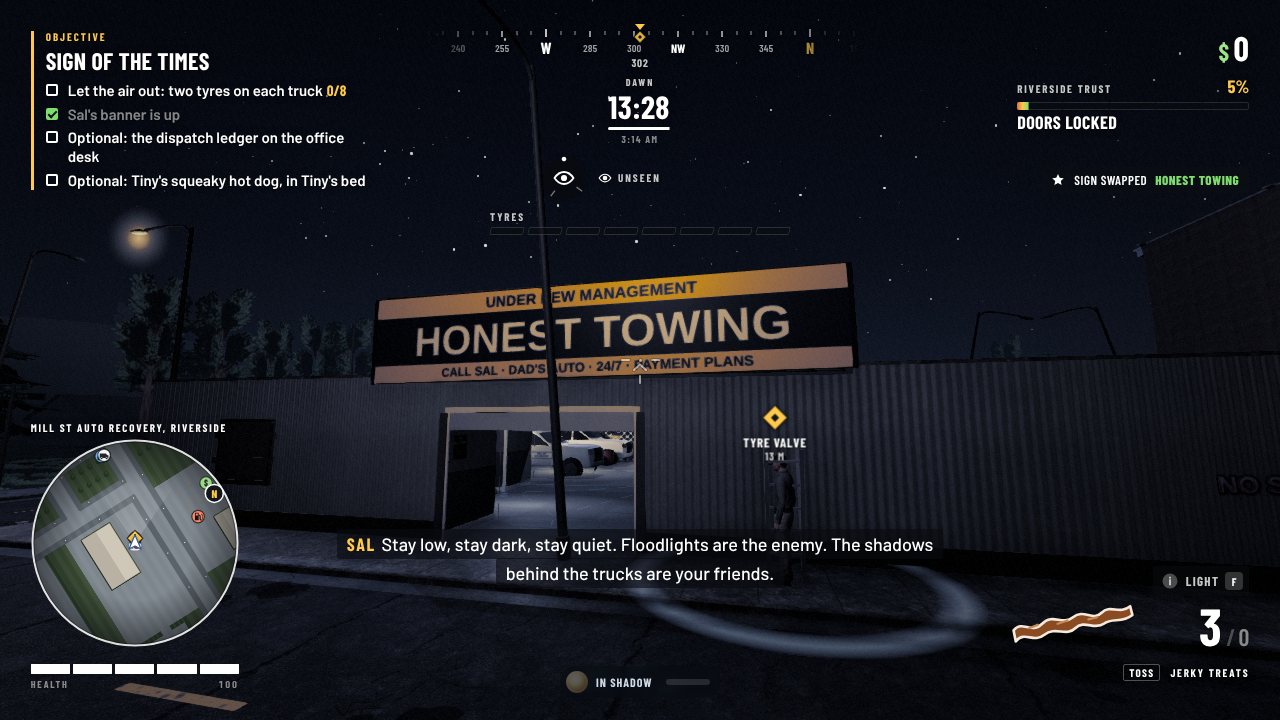 OBJECTIVE
SIGN OF THE TIMES
Let the air out: two tyres on each truck 0/8
Sal's banner is up
Optional: the dispatch ledger on the office
desk
Optional: Tiny's squeaky hot dog, in Tiny's bed
240 255 W 285 300 NW 330 345 N
302
DAWN
13:28
3:14 AM
UNSEEN
TYRES
$0
RIVERSIDE TRUST 5%
DOORS LOCKED
SIGN SWAPPED HONEST TOWING
UNDER NEW MANAGEMENT
HONEST TOWING
CALL SAL · DAD'S AUTO · 24/7 · PAYMENT PLANS
TYRE VALVE
13 M
NO
MILL ST AUTO RECOVERY, RIVERSIDE
$
N
SAL Stay low, stay dark, stay quiet. Floodlights are the enemy. The shadows
behind the trucks are your friends.
LIGHT F
3/0
TOSS JERKY TREATS
HEALTH 100
IN SHADOW